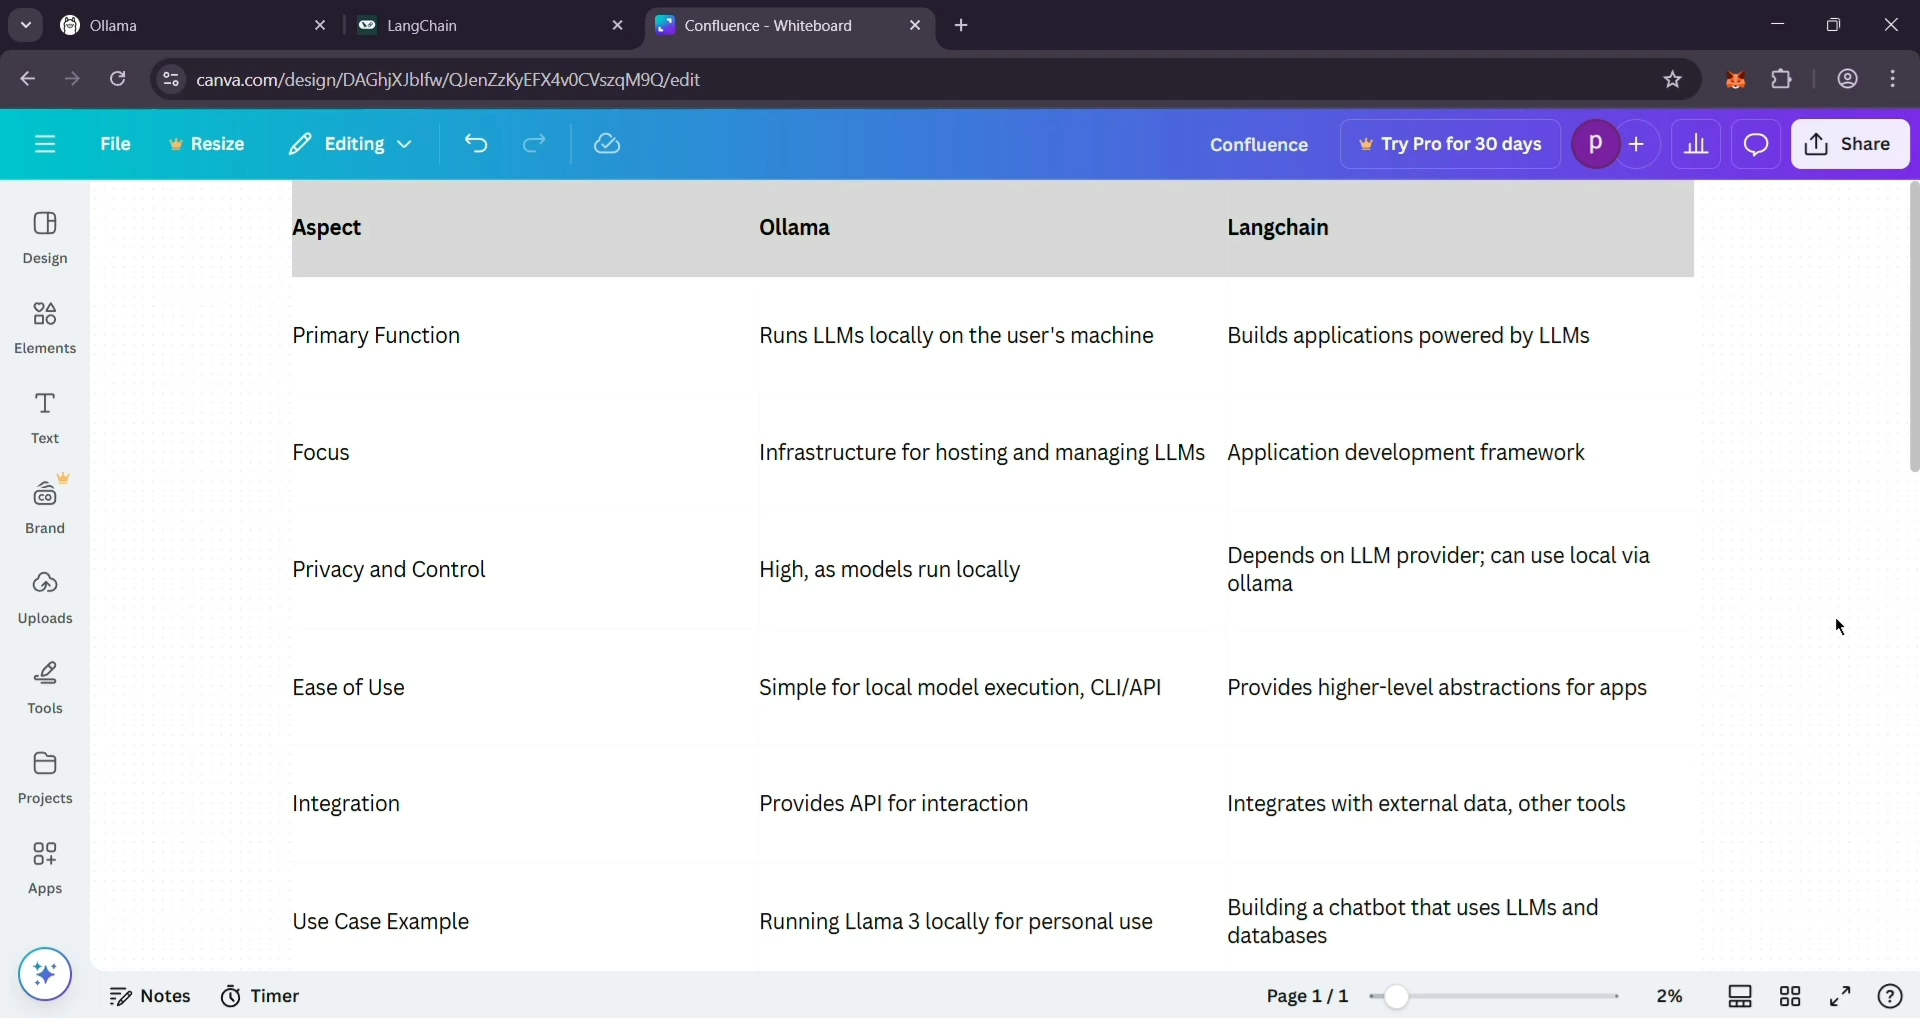 Ollama
LangChain
Confluence - Whiteboard
canva.com/design/DAGhjXJblfw/QJenZzKyEFX4v0CVszqM9Q/edit
File
Resize
Editing
Confluence
Try Pro for 30 days
p
Share
Design
Elements
Text
Brand
Uploads
Tools
Projects
Apps
Aspect Ollama Langchain
Primary Function Runs LLMs locally on the user's machine Builds applications powered by LLMs
Focus Infrastructure for hosting and managing LLMs Application development framework
Privacy and Control High, as models run locally Depends on LLM provider; can use local via
ollama
Ease of Use Simple for local model execution, CLI/API Provides higher-level abstractions for apps
Integration Provides API for interaction Integrates with external data, other tools
Use Case Example Running Llama 3 locally for personal use Building a chatbot that uses LLMs and
databases
Notes
Timer
Page 1 / 1
2%